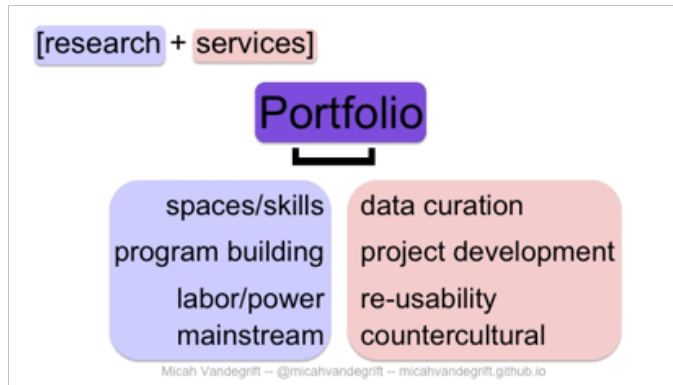 [research + services]
Portfolio
spaces/skills
program building
labor/power
mainstream
data curation
project development
re-usability
countercultural
Micah Vandegrift -- @micahvandegrift -- micahvandegrift.github.io